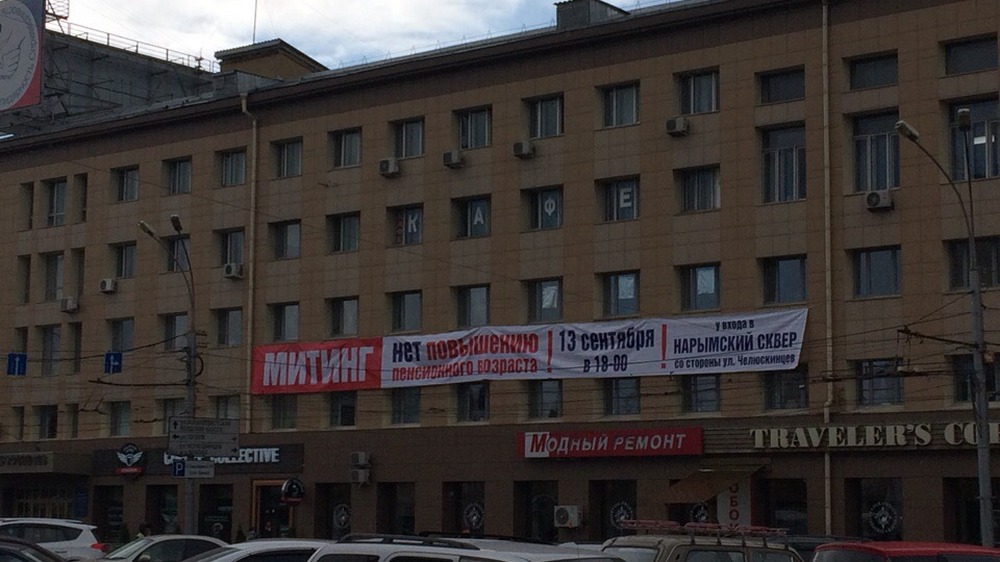 КАФЕ
МИТИНГ
НЕТ ПОВЫШЕНИЮ
пенсионного возраста
!
13 сентября
в 18-00
!
у входа в
НАРЫМСКИЙ СКВЕР
со стороны ул. Челюскинцев
МОДНЫЙ РЕМОНТ
TRAVELER'S
COLLECTIVE
P